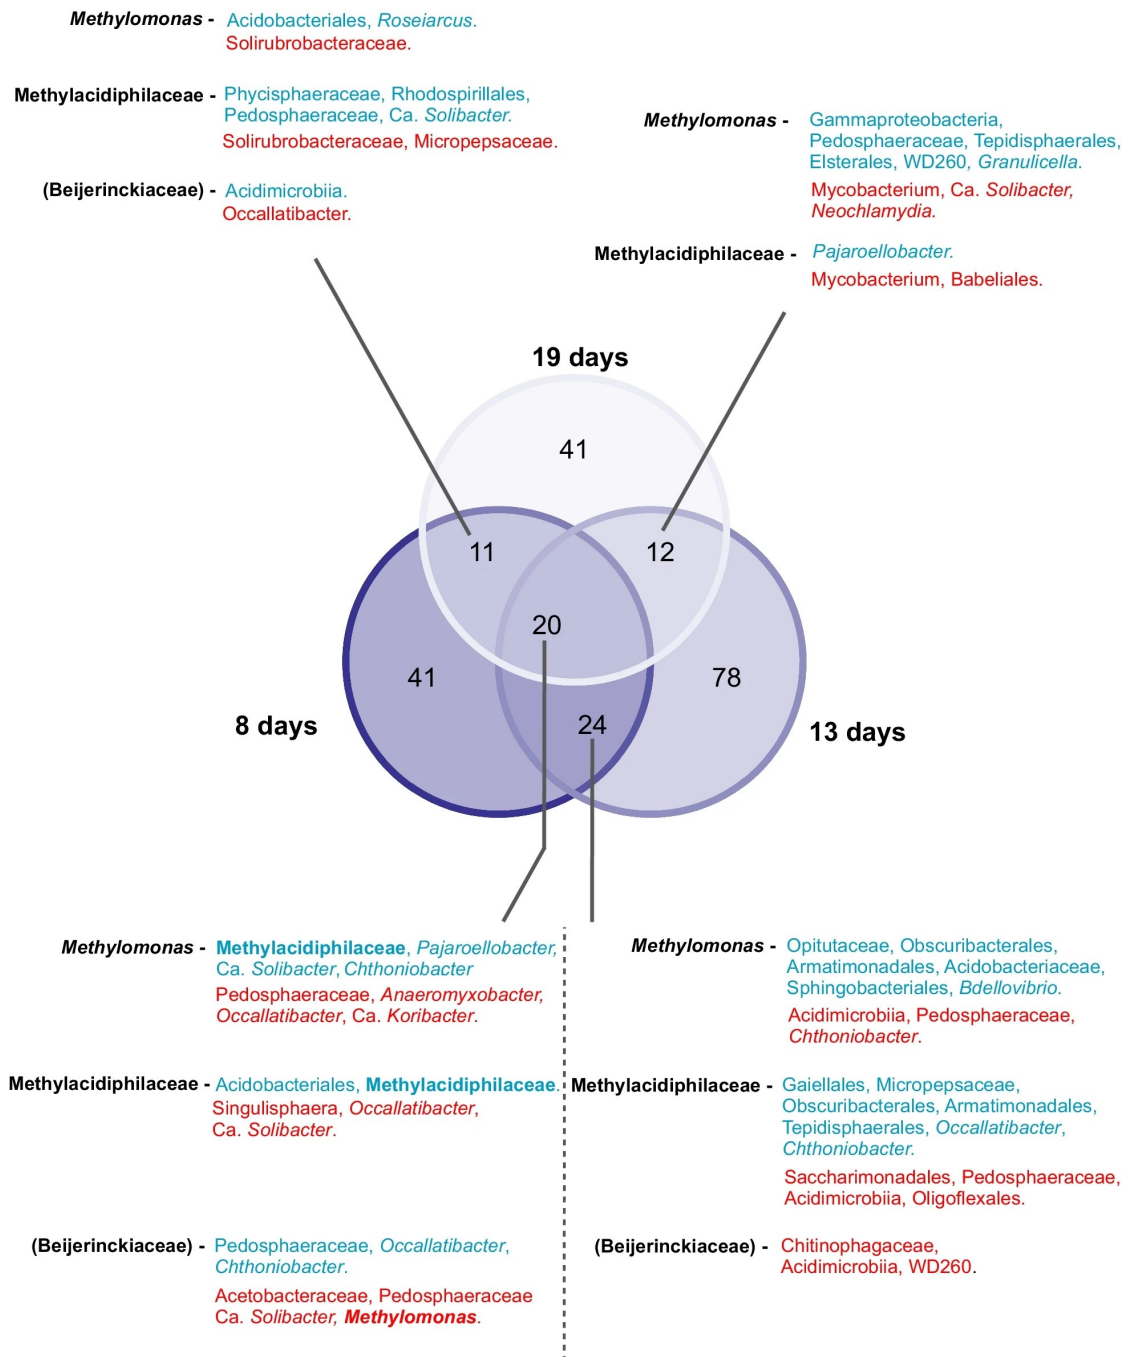 Methylomonas - Acidobacteriales, Roseiarcus.
Solirubrobacteraceae.
Methylacidiphilaceae - Phycisphaeraceae, Rhodospirillales,
Pedosphaeraceae, Ca. Solibacter.
Solirubrobacteraceae, Micropepsaceae.
(Beijerinckiaceae) - Acidimicrobiia.
Occallatibacter.
Methylomonas - Gammaproteobacteria,
Pedosphaeraceae, Tepidisphaerales,
Elsterales, WD260, Granulicella.
Mycobacterium, Ca. Solibacter,
Neochlamydia.
Methylacidiphilaceae - Pajaroellobacter.
Mycobacterium, Babeliales.
19 days
41
11
12
20
41
78
24
8 days
13 days
Methylomonas - Methylacidiphilaceae, Pajaroellobacter,
Ca. Solibacter, Chthoniobacter
Pedosphaeraceae, Anaeromyxobacter,
Occallatibacter, Ca. Koribacter.
Methylacidiphilaceae - Acidobacteriales, Methylacidiphilaceae.
Singulisphaera, Occallatibacter,
Ca. Solibacter.
(Beijerinckiaceae) - Pedosphaeraceae, Occallatibacter,
Chthoniobacter.
Acetobacteraceae, Pedosphaeraceae
Ca. Solibacter, Methylomonas.
Methylomonas - Opitutaceae, Obscuribacterales,
Armatimonadales, Acidobacteriaceae,
Sphingobacteriales, Bdellovibrio.
Acidimicrobiia, Pedosphaeraceae,
Chthoniobacter.
Methylacidiphilaceae - Gaiellales, Micropepsaceae,
Obscuribacterales, Armatimonadales,
Tepidisphaerales, Occallatibacter,
Chthoniobacter.
Saccharimonadales, Pedosphaeraceae,
Acidimicrobiia, Oligoflexales.
(Beijerinckiaceae) - Chitinophagaceae,
Acidimicrobiia, WD260.